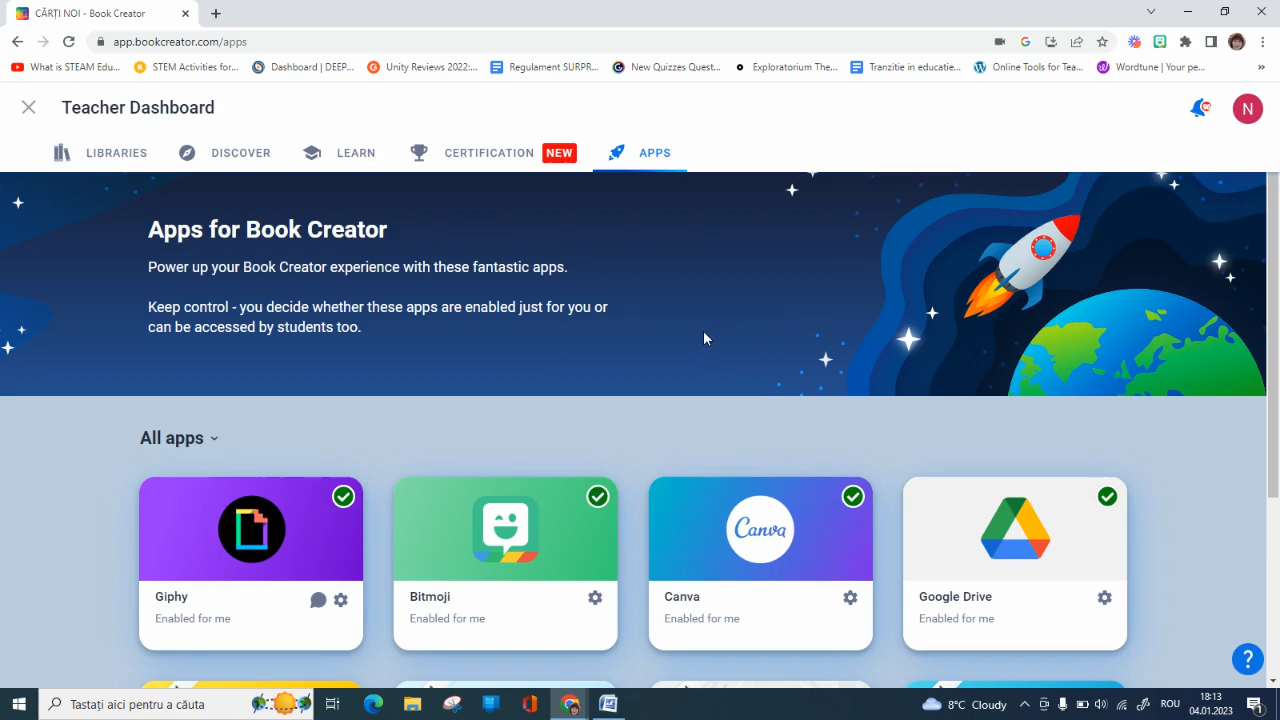 CĂRȚI NOI - Book Creator
app.bookcreator.com/apps
What is STEAM Edu...
STEM Activities for...
Dashboard | DEEP...
Unity Reviews 2022:...
Regulament SURPR...
New Quizzes Quest...
Exploratorium The...
Tranzitie in educatie...
Online Tools for Tea...
Wordtune | Your pe...
»
Teacher Dashboard
N
LIBRARIES
DISCOVER
LEARN
CERTIFICATION NEW
APPS
Apps for Book Creator
Power up your Book Creator experience with these fantastic apps.
Keep control - you decide whether these apps are enabled just for you or
can be accessed by students too.
All apps
Canva
Giphy
Enabled for me
Bitmoji
Enabled for me
Canva
Enabled for me
Google Drive
Enabled for me
?
Tastați aici pentru a căuta
8°C Cloudy
ROU
18:13
04.01.2023